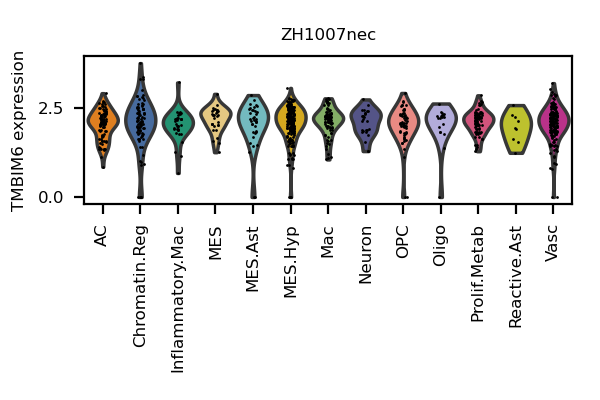 ZH1007nec
TMBIM6 expression
2.5
0.0
AC
Chromatin.Reg
Inflammatory.Mac
MES
MES.Ast
MES.Hyp
Mac
Neuron
OPC
Oligo
Prolif.Metab
Reactive.Ast
Vasc